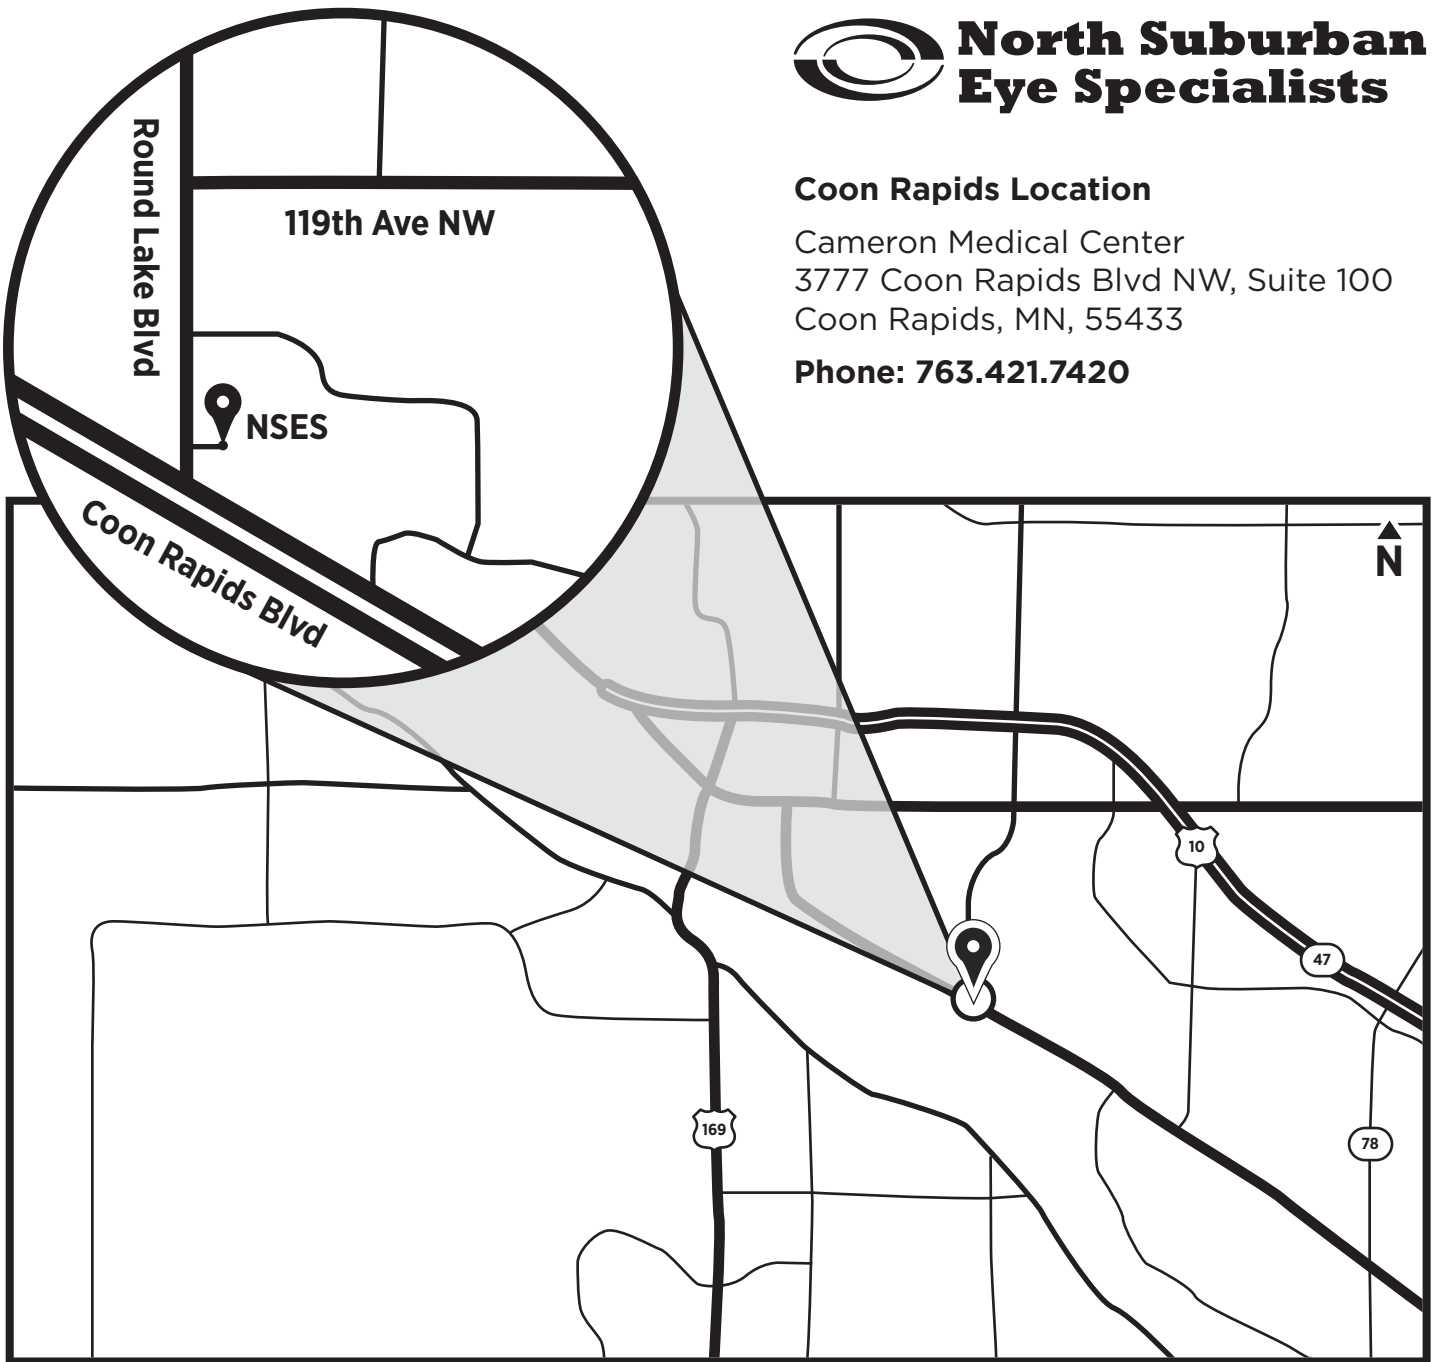 North Suburban
Eye Specialists
Coon Rapids Location
Cameron Medical Center
3777 Coon Rapids Blvd NW, Suite 100
Coon Rapids, MN, 55433
Phone: 763.421.7420
Round Lake Blvd
119th Ave NW
NSES
Coon Rapids Blvd
N
10
47
169
78